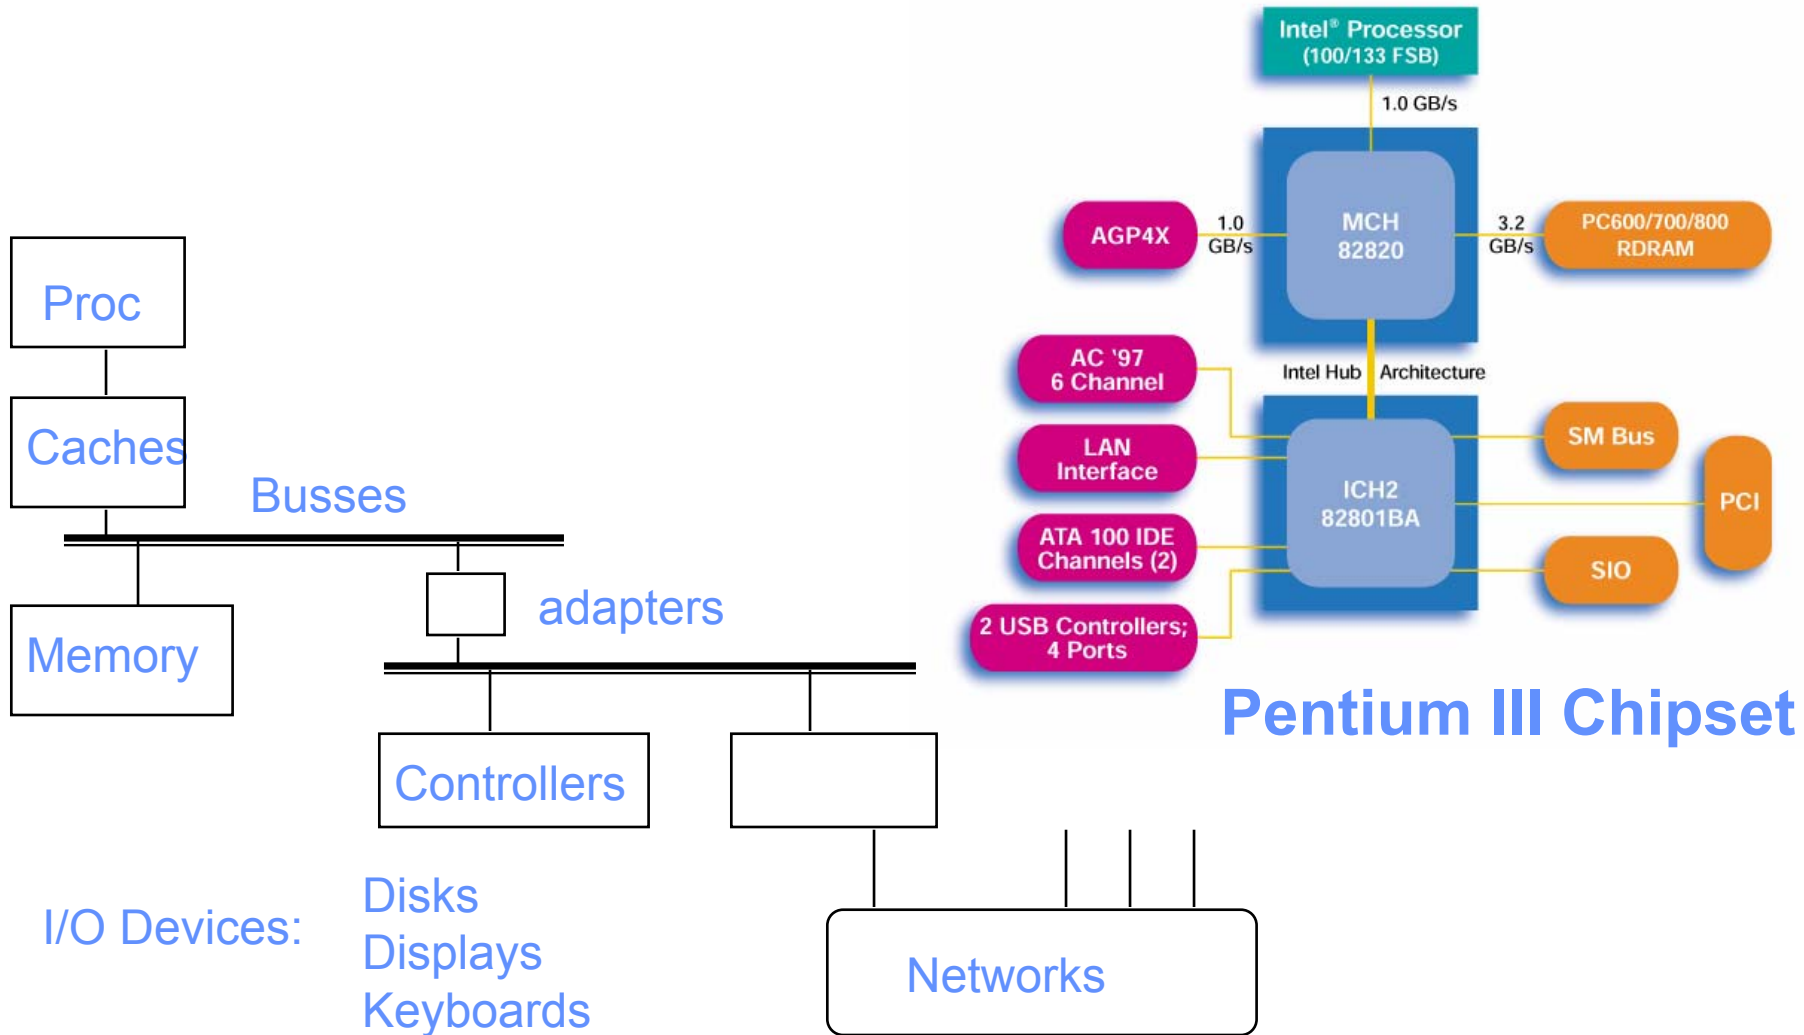 Proc
Caches
Busses
Memory
adapters
Controllers
I/O Devices:
Disks
Displays
Keyboards
Networks
Intel® Processor
(100/133 FSB)
1.0 GB/s
AGP4X
1.0
GB/s
MCH
82820
3.2
GB/s
PC600/700/800
RDRAM
Intel Hub Architecture
AC '97
6 Channel
LAN
Interface
ATA 100 IDE
Channels (2)
2 USB Controllers;
4 Ports
ICH2
82801BA
SM Bus
PCI
SIO
Pentium III Chipset